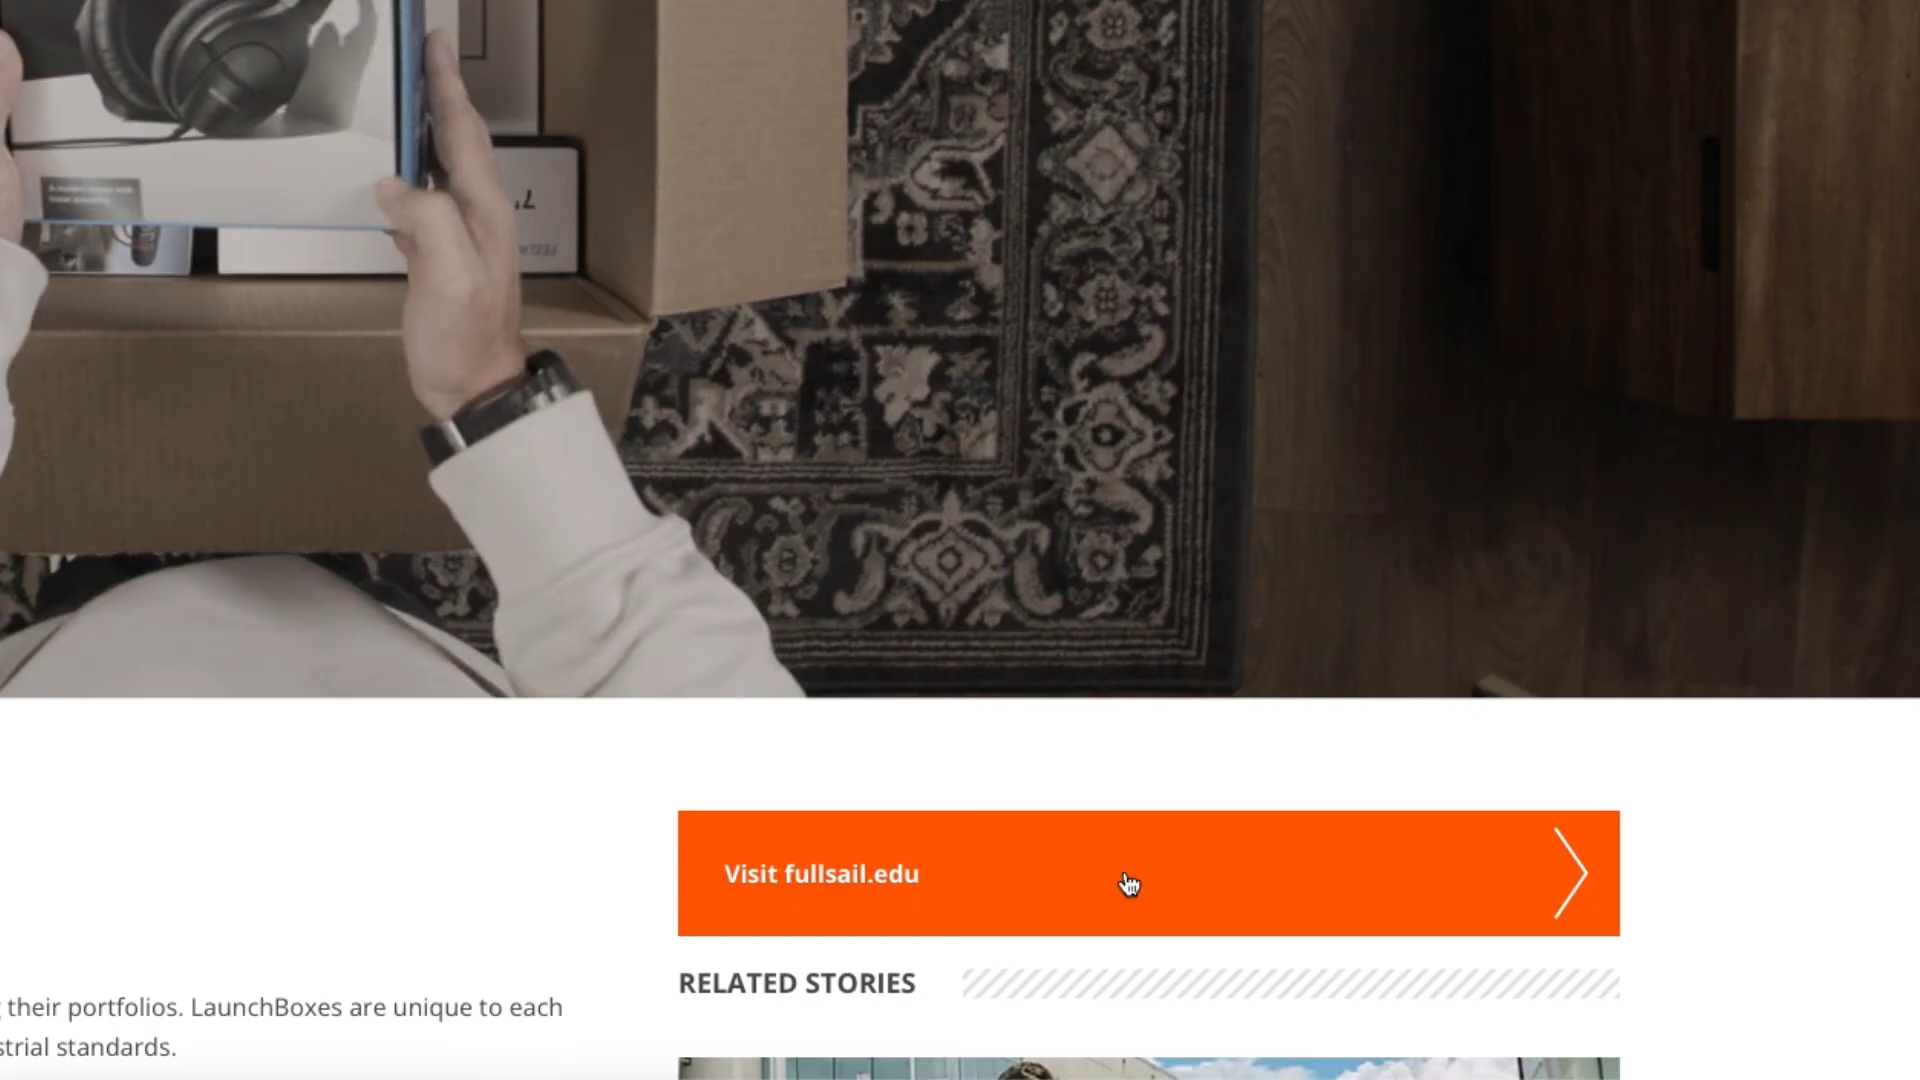 Visit fullsail.edu
RELATED STORIES
their portfolios. LaunchBoxes are unique to each
strial standards.